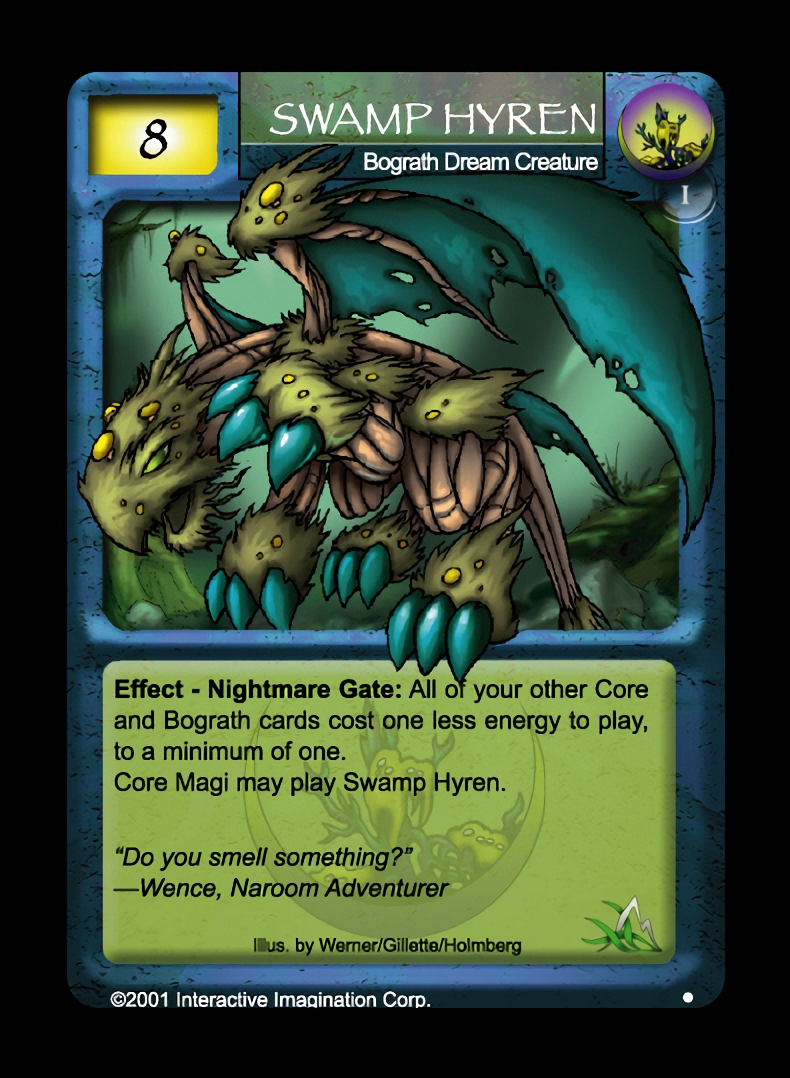 8
SWAMP HYREN
Bograth Dream Creature
I
Effect - Nightmare Gate: All of your other Core
and Bograth cards cost one less energy to play,
to a minimum of one.
Core Magi may play Swamp Hyren.
“Do you smell something?”
—Wence, Naroom Adventurer
Illus. by Werner/Gillette/Holmberg
©2001 Interactive Imagination Corp.